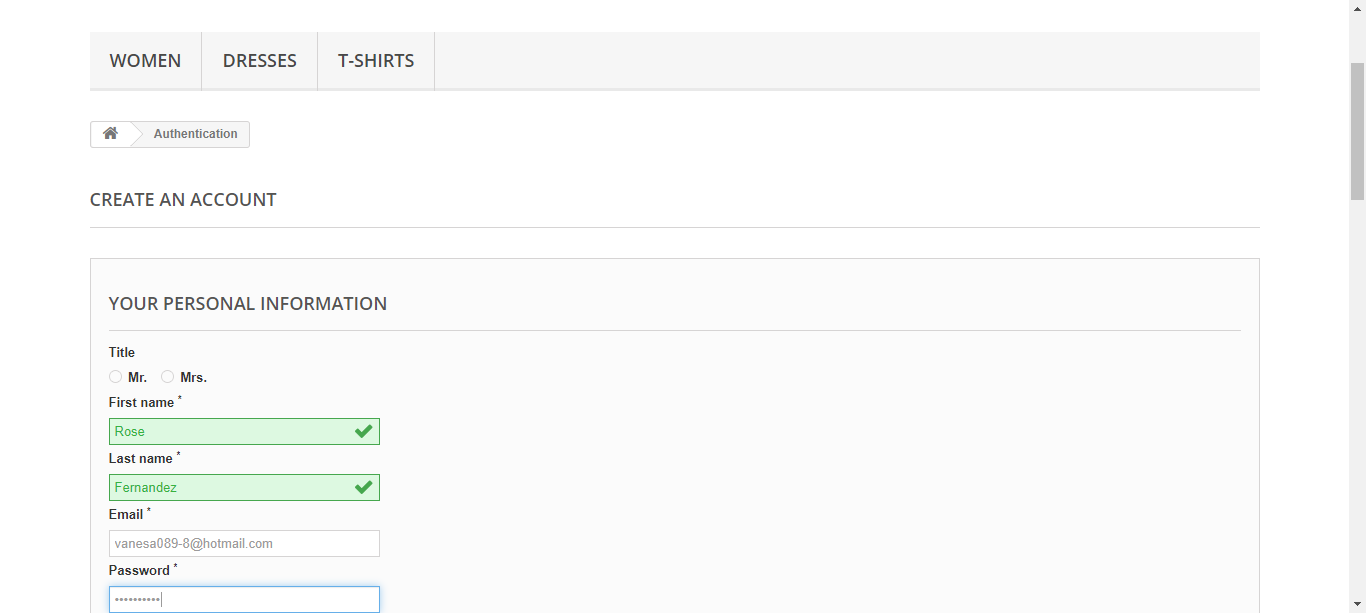 WOMEN DRESSES T-SHIRTS
Authentication
CREATE AN ACCOUNT
YOUR PERSONAL INFORMATION
Title
Mr. Mrs.
First name *
Rose
Last name *
Fernandez
Email *
vanesa089-8@hotmail.com
Password *
••••••••••